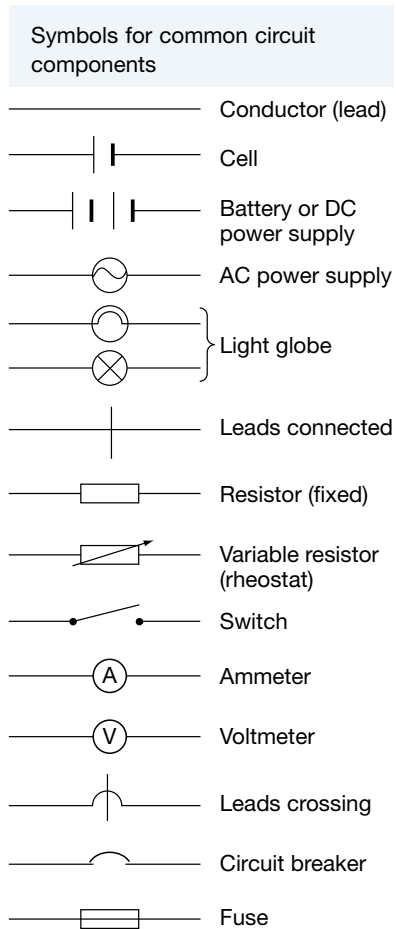 Symbols for common circuit
components
Conductor (lead)
Cell
Battery or DC
power supply
AC power supply
Light globe
Leads connected
Resistor (fixed)
Variable resistor
(rheostat)
Switch
A
Ammeter
V
Voltmeter
Leads crossing
Circuit breaker
Fuse